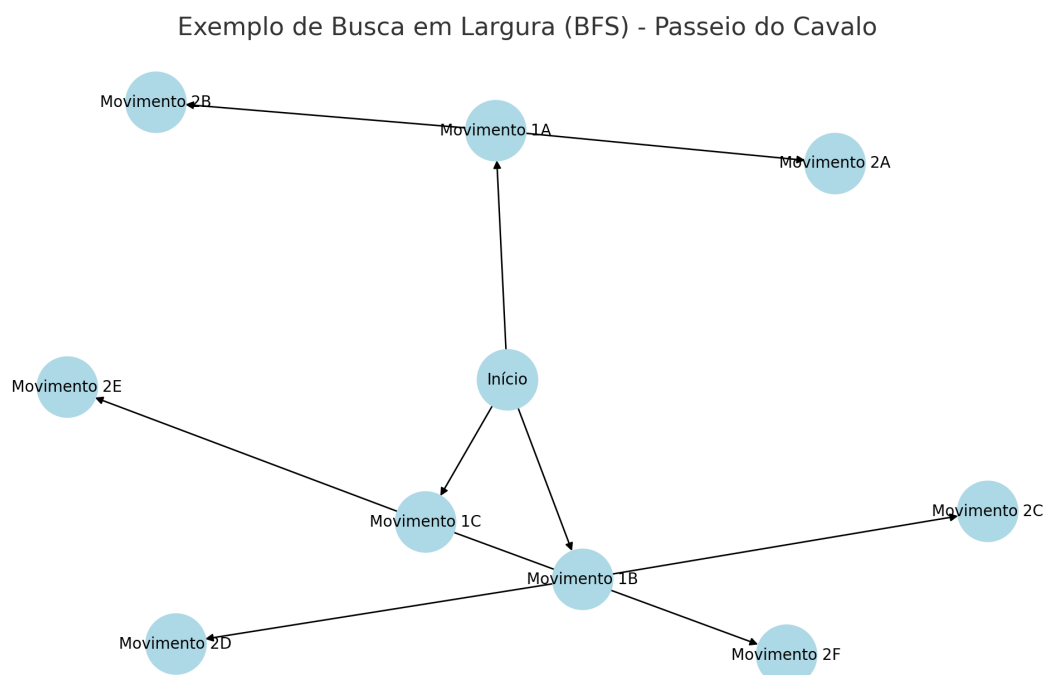 Exemplo de Busca em Largura (BFS) - Passeio do Cavalo
Movimento 2B
Movimento 1A
Movimento 2A
Início
Movimento 2E
Movimento 2C
Movimento 1C
Movimento 1B
Movimento 2D
Movimento 2F